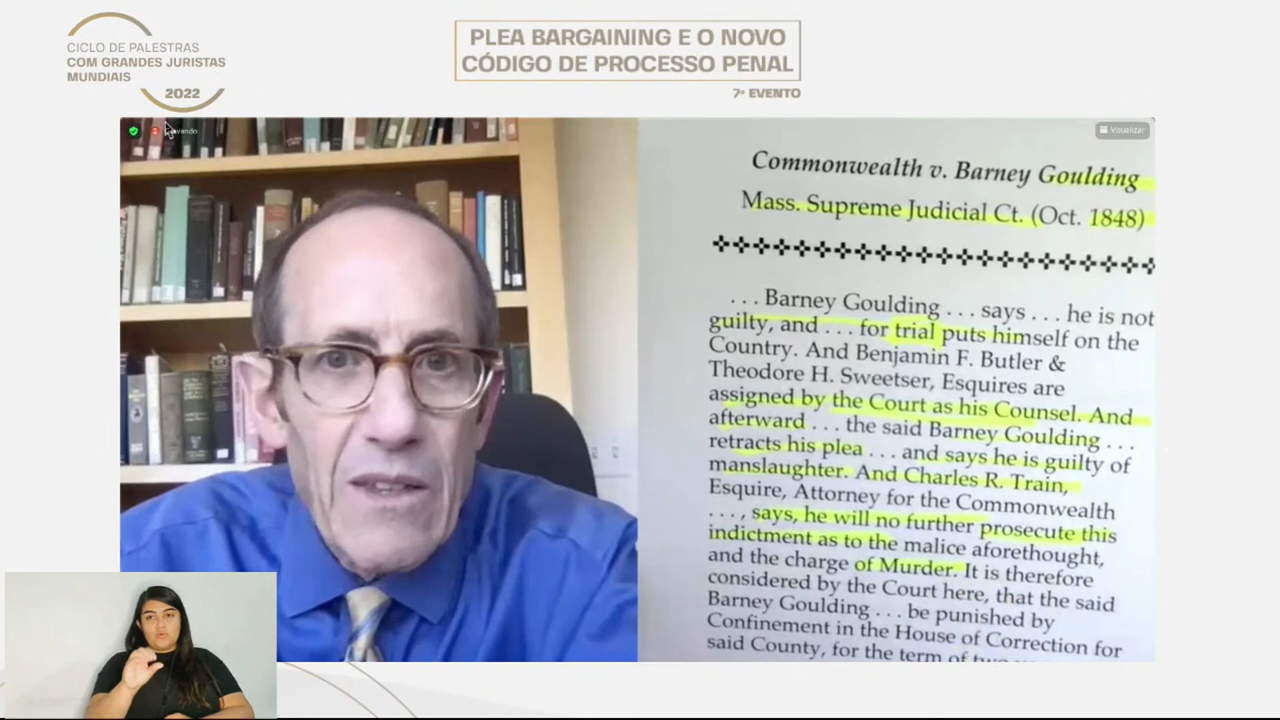 CICLO DE PALESTRAS
COM GRANDES JURISTAS
MUNDIAIS
2022
PLEA BARGAINING E O NOVO
CÓDIGO DE PROCESSO PENAL
7º EVENTO
Visualizar
Commonwealth v. Barney Goulding
Mass. Supreme Judicial Ct. (Oct. 1848)
. . . Barney Goulding . . . says . . . he is not
guilty, and . . . for trial puts himself on the
Country. And Benjamin F. Butler &
Theodore H. Sweetser, Esquires are
assigned by the Court as his Counsel. And
afterward . . . the said Barney Goulding . . .
retracts his plea . . . and says he is guilty of
manslaughter. And Charles R. Train,
Esquire, Attorney for the Commonwealth
. . . , says, he will no further prosecute this
indictment as to the malice aforethought,
and the charge of Murder. It is therefore
considered by the Court here, that the said
Barney Goulding . . . be punished by
Confinement in the House of Correction for
said County, for the term of